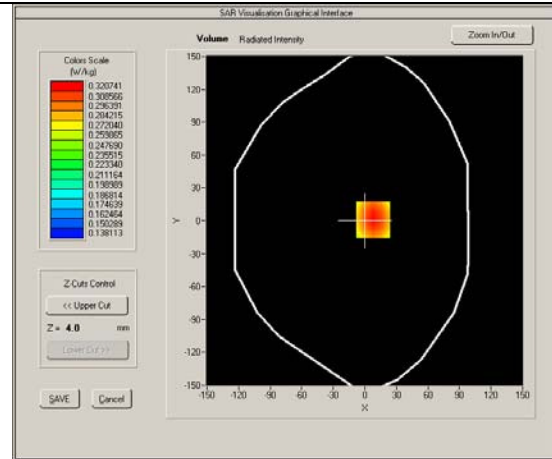 SAR Visualisation Graphical Interface
Volume Radiated Intensity
Zoom In/Out
Colors Scale
(W/kg)
0.320741
0.308566
0.296391
0.284215
0.272040
0.259865
0.247690
0.235515
0.223340
0.211164
0.198989
0.186814
0.174639
0.162464
0.150289
0.138113
Z-Cuts Control
<< Upper Cut
Z = 4.0 mm
Lower Cut >>
SAVE Cancel
150
120
90
60
30
0
-30
-60
-90
-120
-150
Y
-150 -120 -90 -60 -30 0 30 60 90 120 150
X